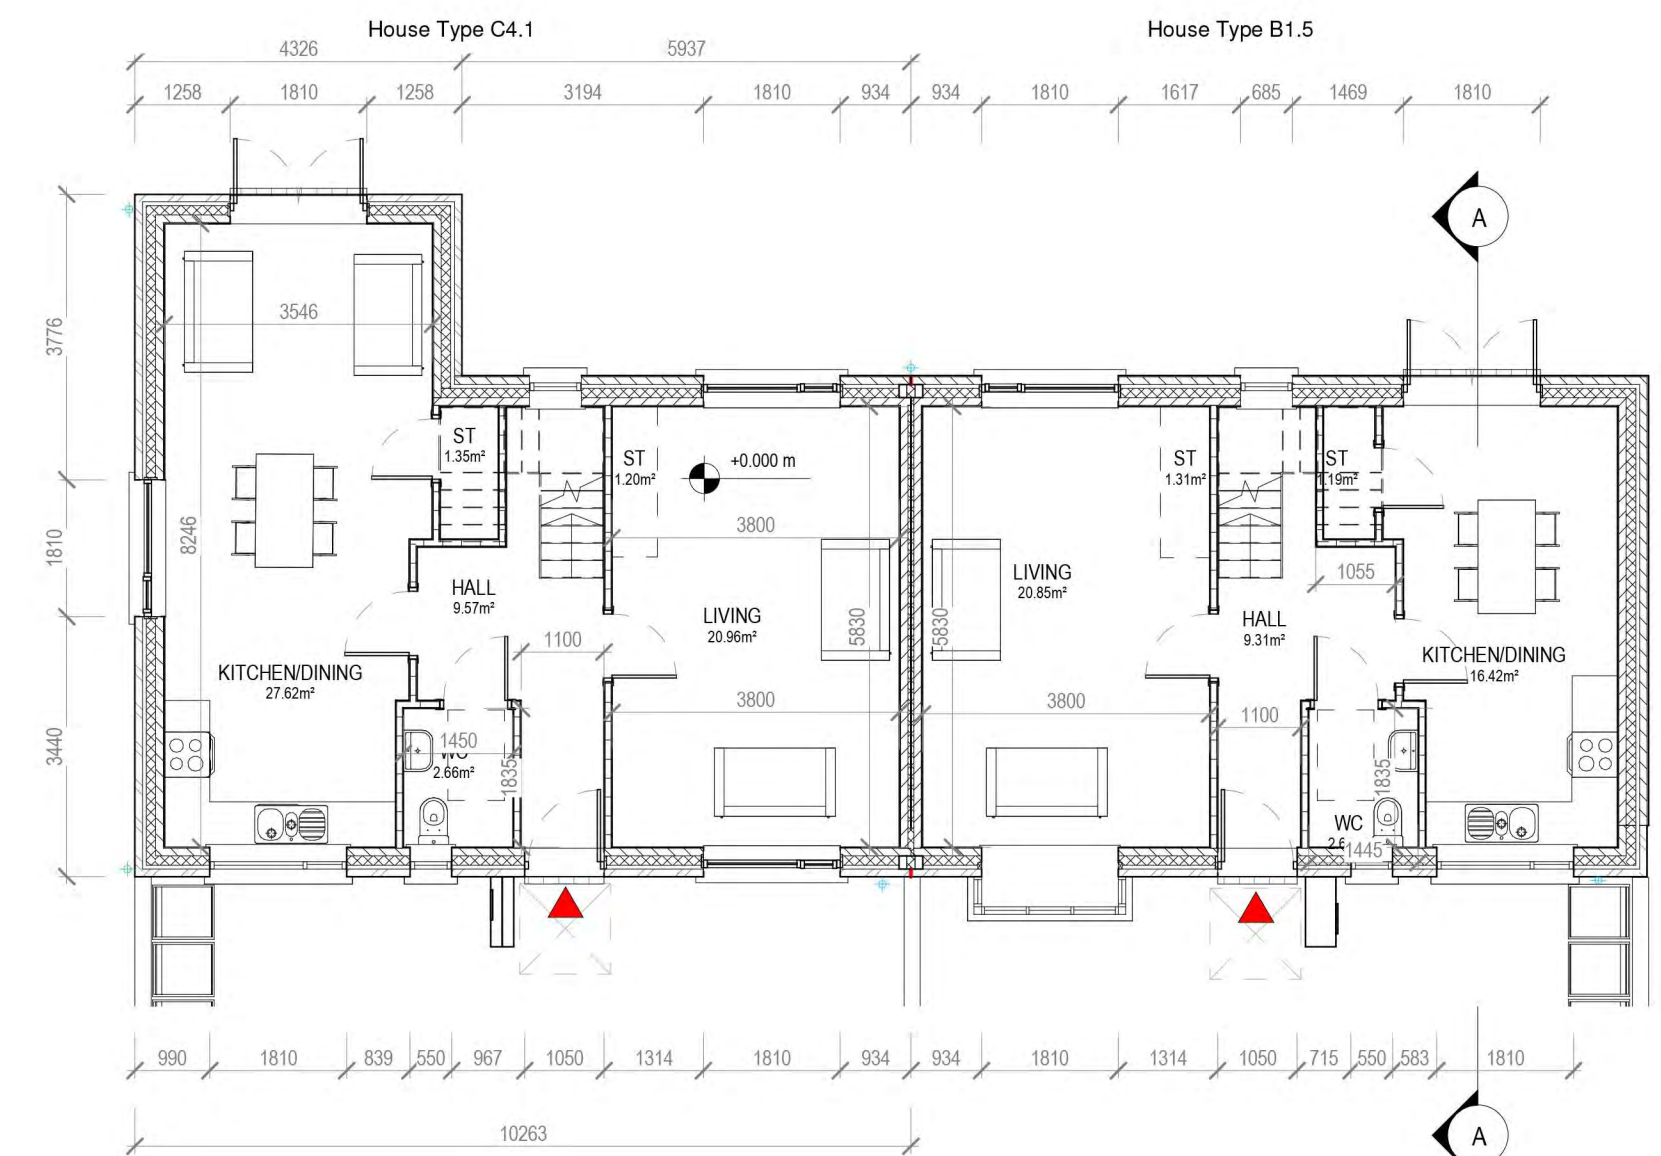 House Type C4.1
House Type B1.5
4326
5937
1258
1810
1258
3194
1810
934
934
1810
1617
685
1469
1810
A
3776
3546
ST
1.35m²
ST
1.20m²
+0.000 m
ST
1.31m²
ST
1.19m²
1810
8246
3800
1055
HALL
9.57m²
LIVING
20.96m²
5830
5830
LIVING
20.85m²
HALL
9.31m²
1100
KITCHEN/DINING
27.62m²
KITCHEN/DINING
16.42m²
3800
3800
1100
3440
1450
WC
2.66m²
1835
1835
WC
1445
990
1810
839
550
967
1050
1314
1810
934
934
1810
1314
1050
715
550
583
1810
10263
A